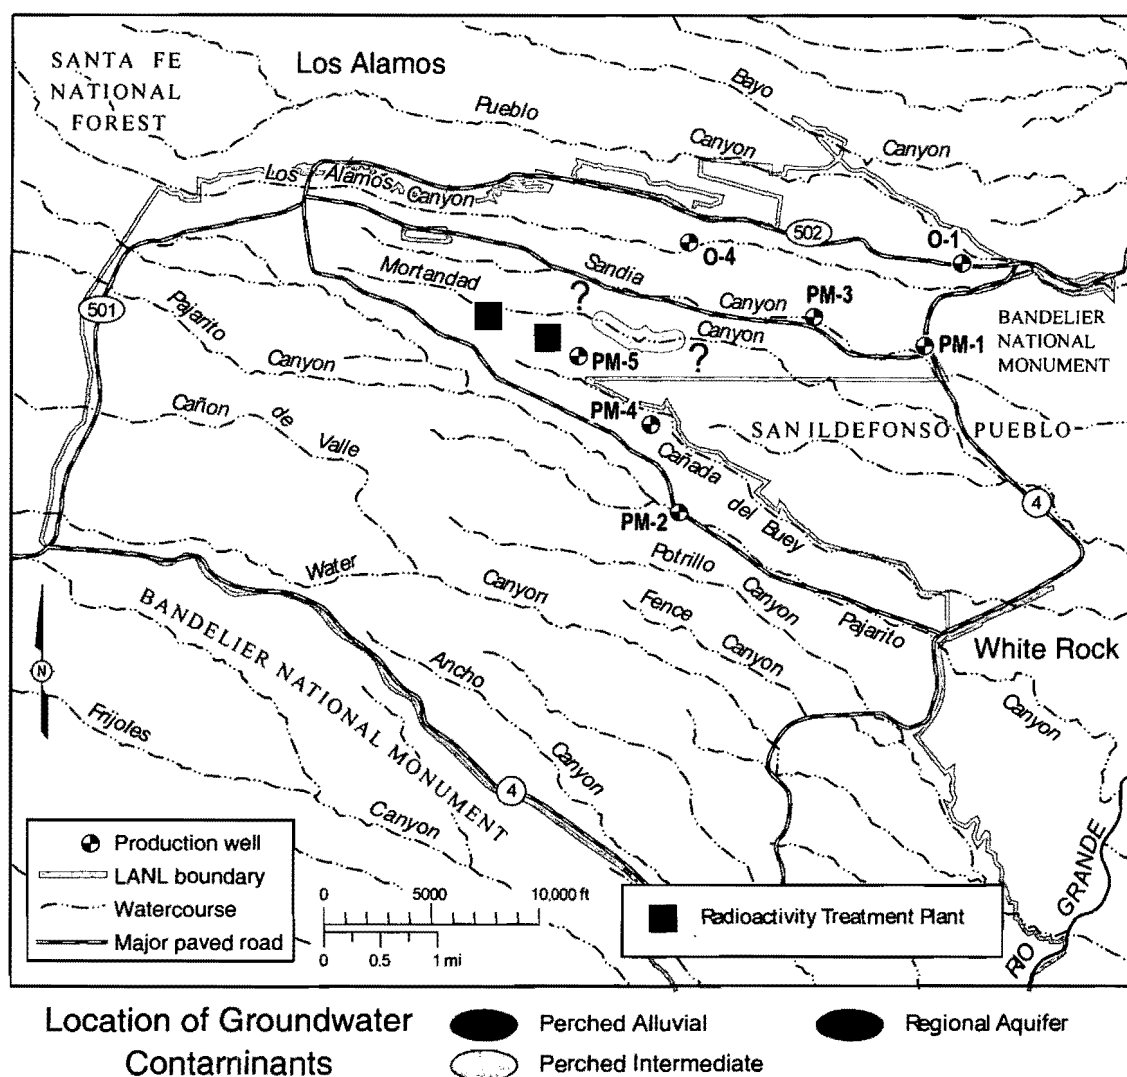 SANTA FE
NATIONAL
FOREST
Los Alamos
Bayo
Canyon
Pueblo
Canyon
Los Alamos Canyon
502
O-1
O-4
Sandia
Canyon
PM-3
Mortandad
?
Canyon
?
PM-1
BANDELIER
NATIONAL
MONUMENT
501
Pajarito
Canyon
PM-5
PM-4
SAN ILDEFONSO PUEBLO
Cañon de Valle
Cañada del Buey
4
PM-2
Water
Canyon
Potrillo
Canyon
Fence
Canyon
Pajarito
White Rock
Canyon
BANDELIER NATIONAL MONUMENT
Ancho
Canyon
N
Frijoles
Canyon
4
RIO GRANDE
Production well
LANL boundary
Watercourse
Major paved road
0 5000 10,000 ft
0 0.5 1 mi
Radioactivity Treatment Plant
Location of Groundwater
Contaminants
Perched Alluvial
Regional Aquifer
Perched Intermediate